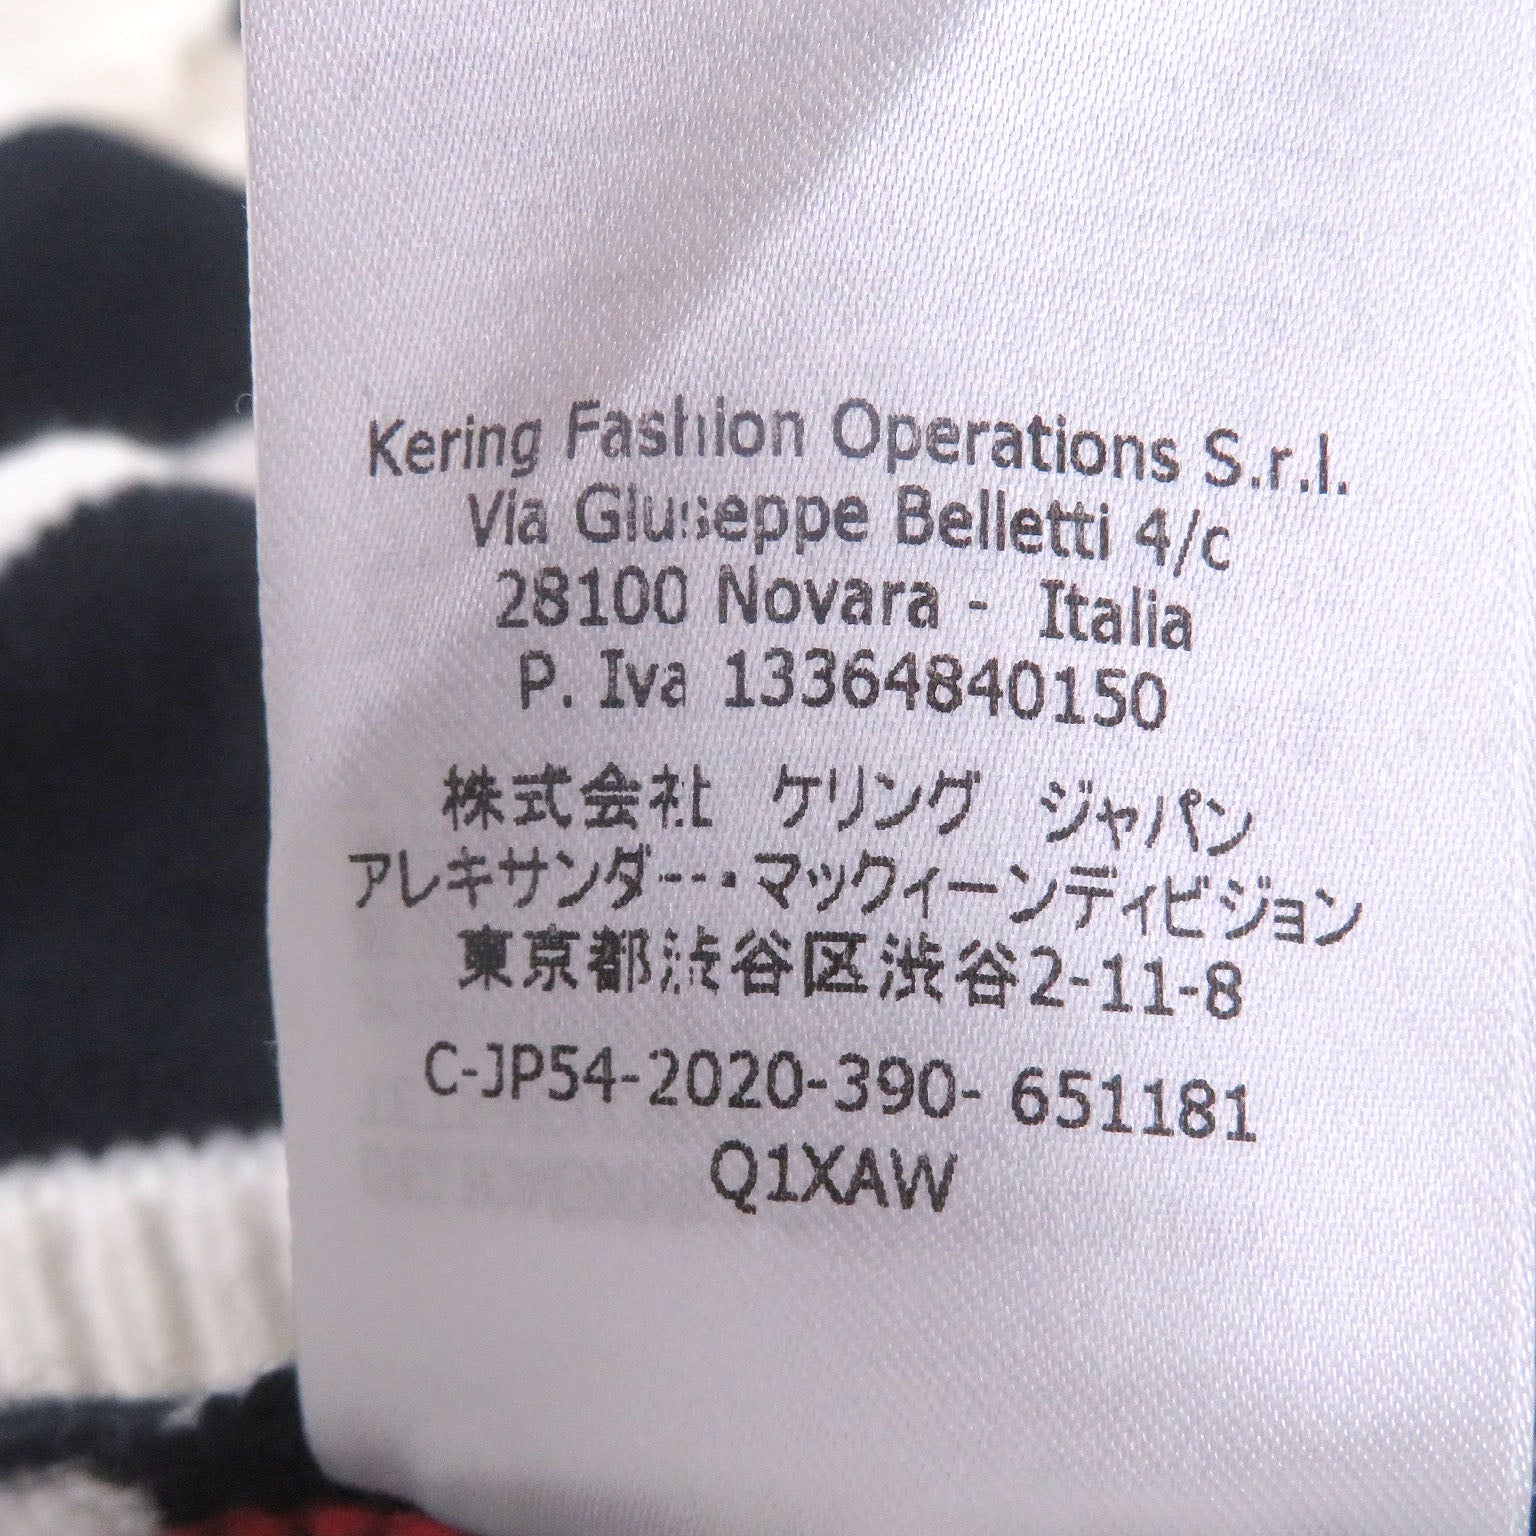 Kering Fashion Operations S.r.l.
Via Giuseppe Belletti 4/c
28100 Novara - Italia
P. Iva 13364840150
株式会社 ケリング ジャパン
アレキサンダー・マックィーンディビジョン
東京都渋谷区渋谷2-11-8
C-JP54-2020-390- 651181
Q1XAW